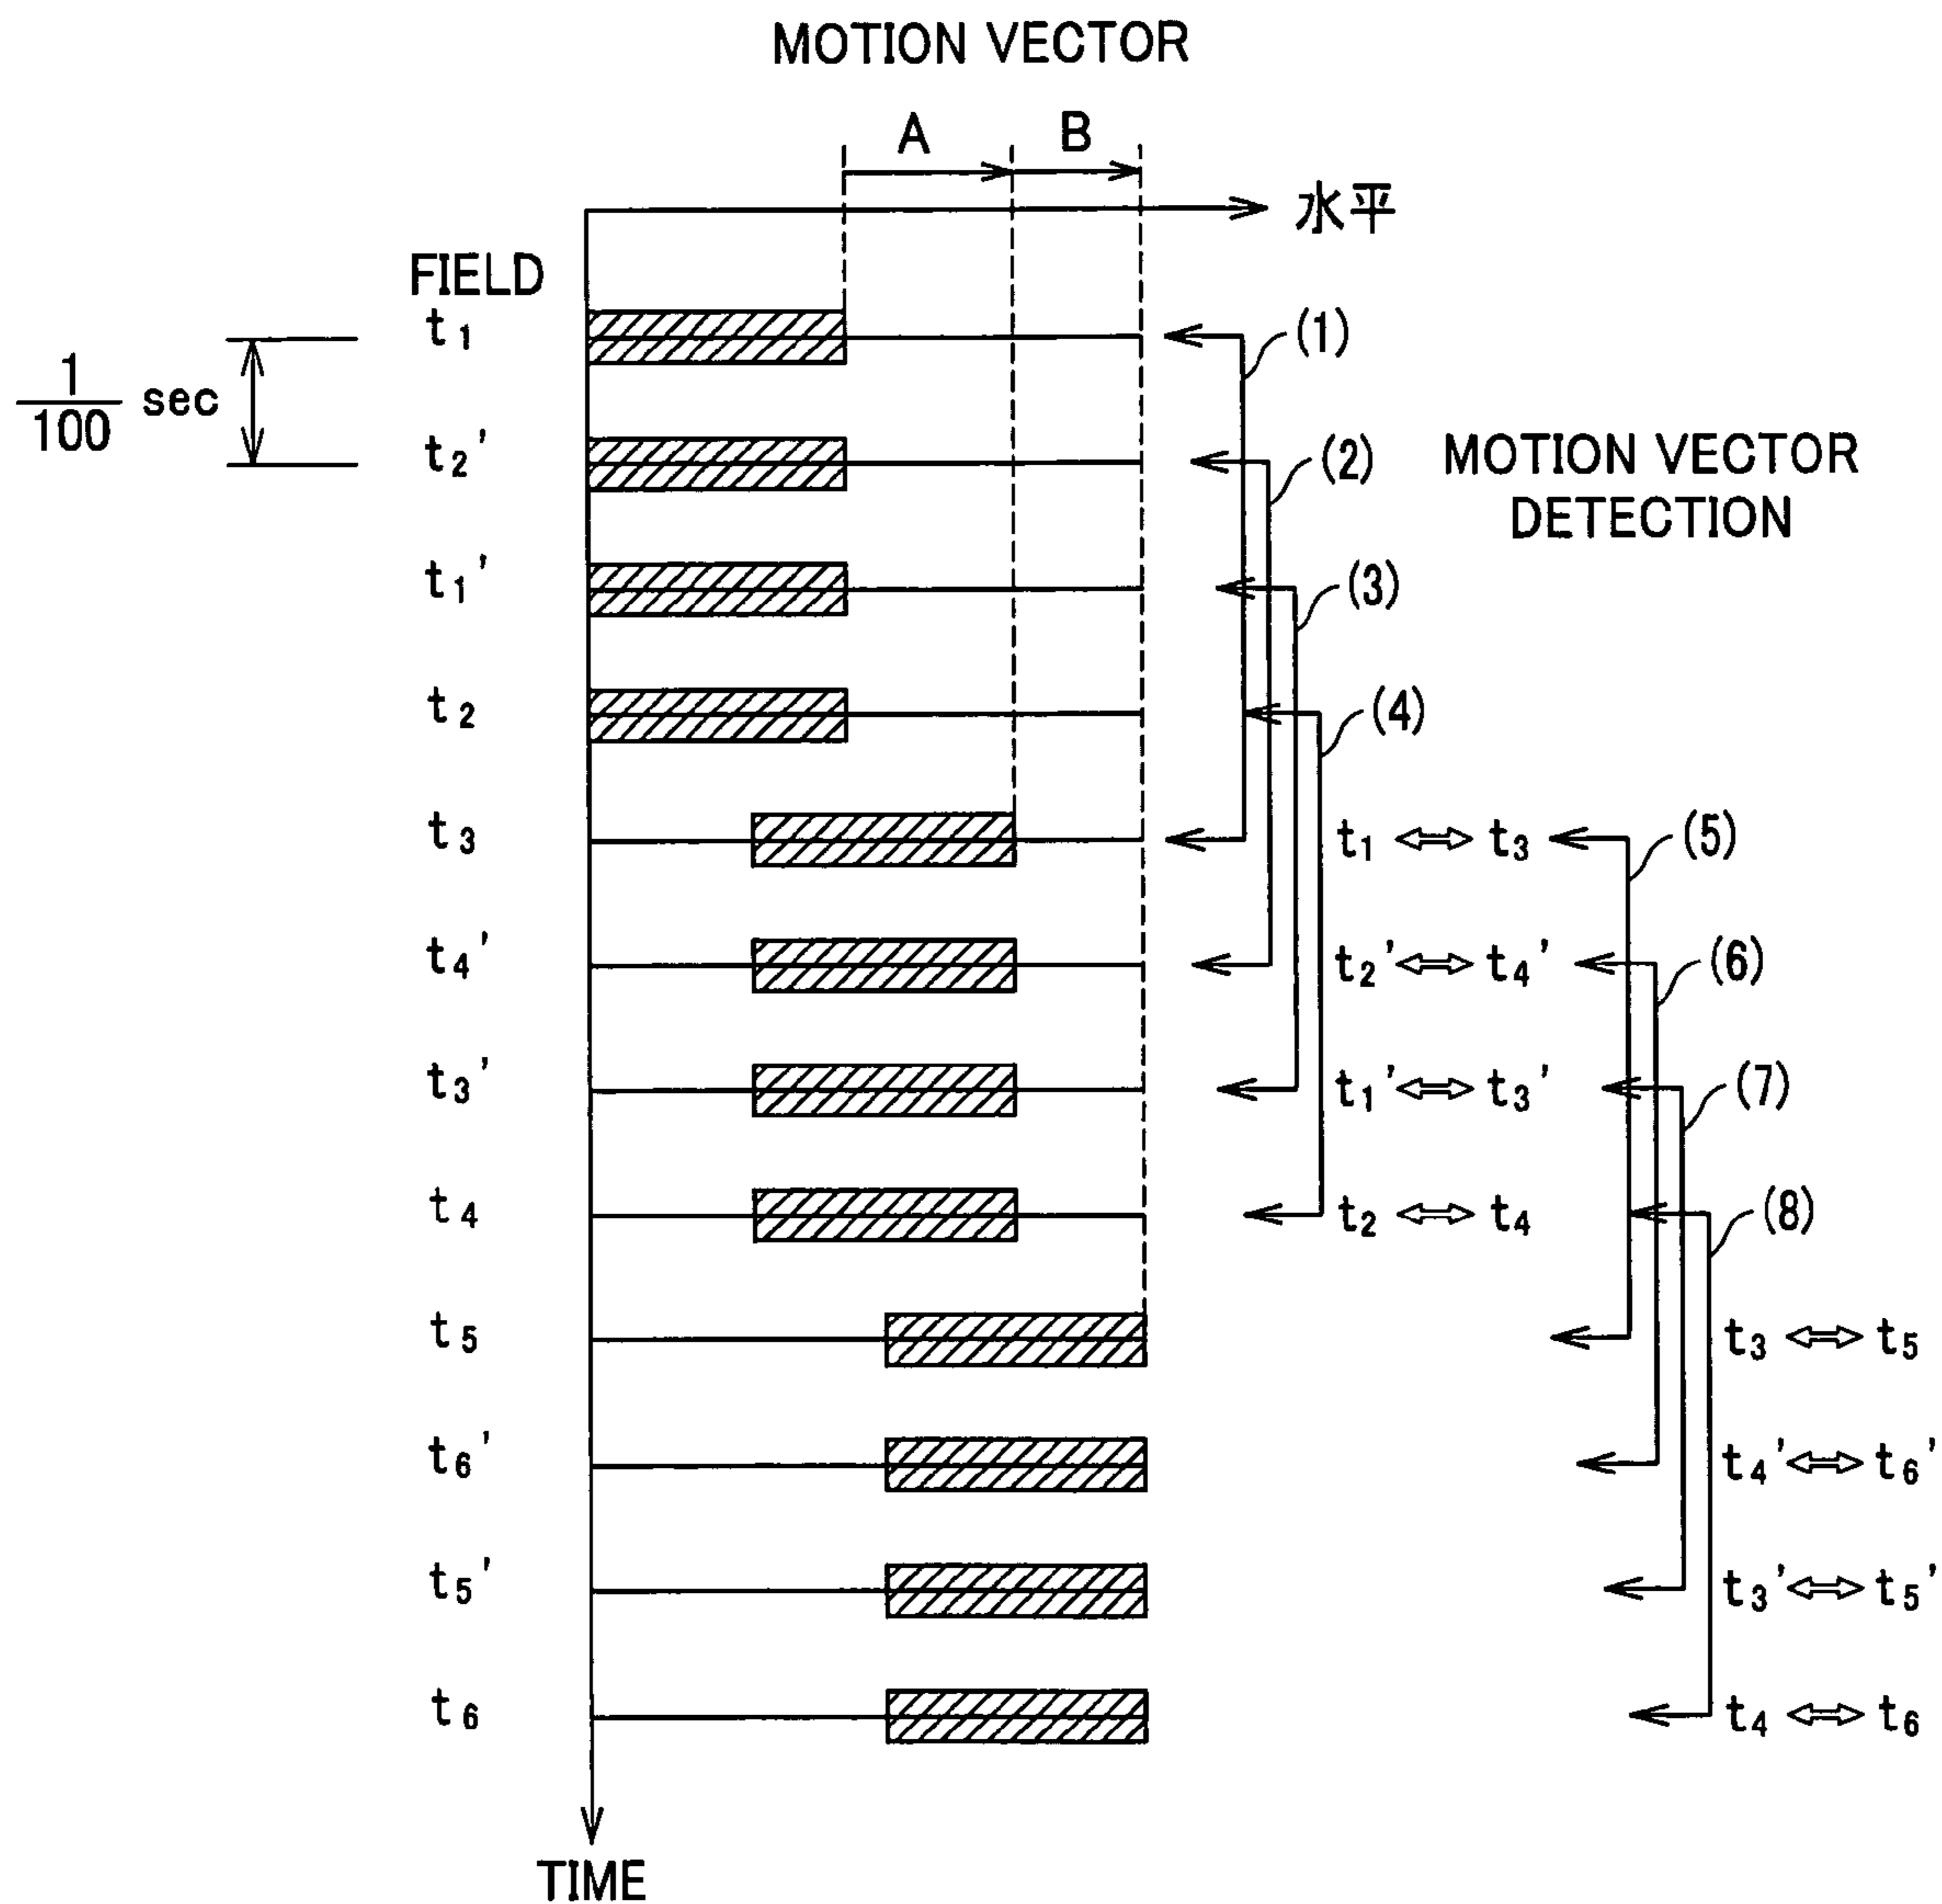 MOTION VECTOR
A B
水平
FIELD
t1 (1)
1/100 sec
t2' (2)
MOTION VECTOR
DETECTION
t1' (3)
t2 (4)
t3 t1 ⇔ t3 (5)
t4' t2' ⇔ t4' (6)
t3' t1' ⇔ t3' (7)
t4 t2 ⇔ t4 (8)
t5 t3 ⇔ t5
t6' t4' ⇔ t6'
t5' t3' ⇔ t5'
t6 t4 ⇔ t6
TIME